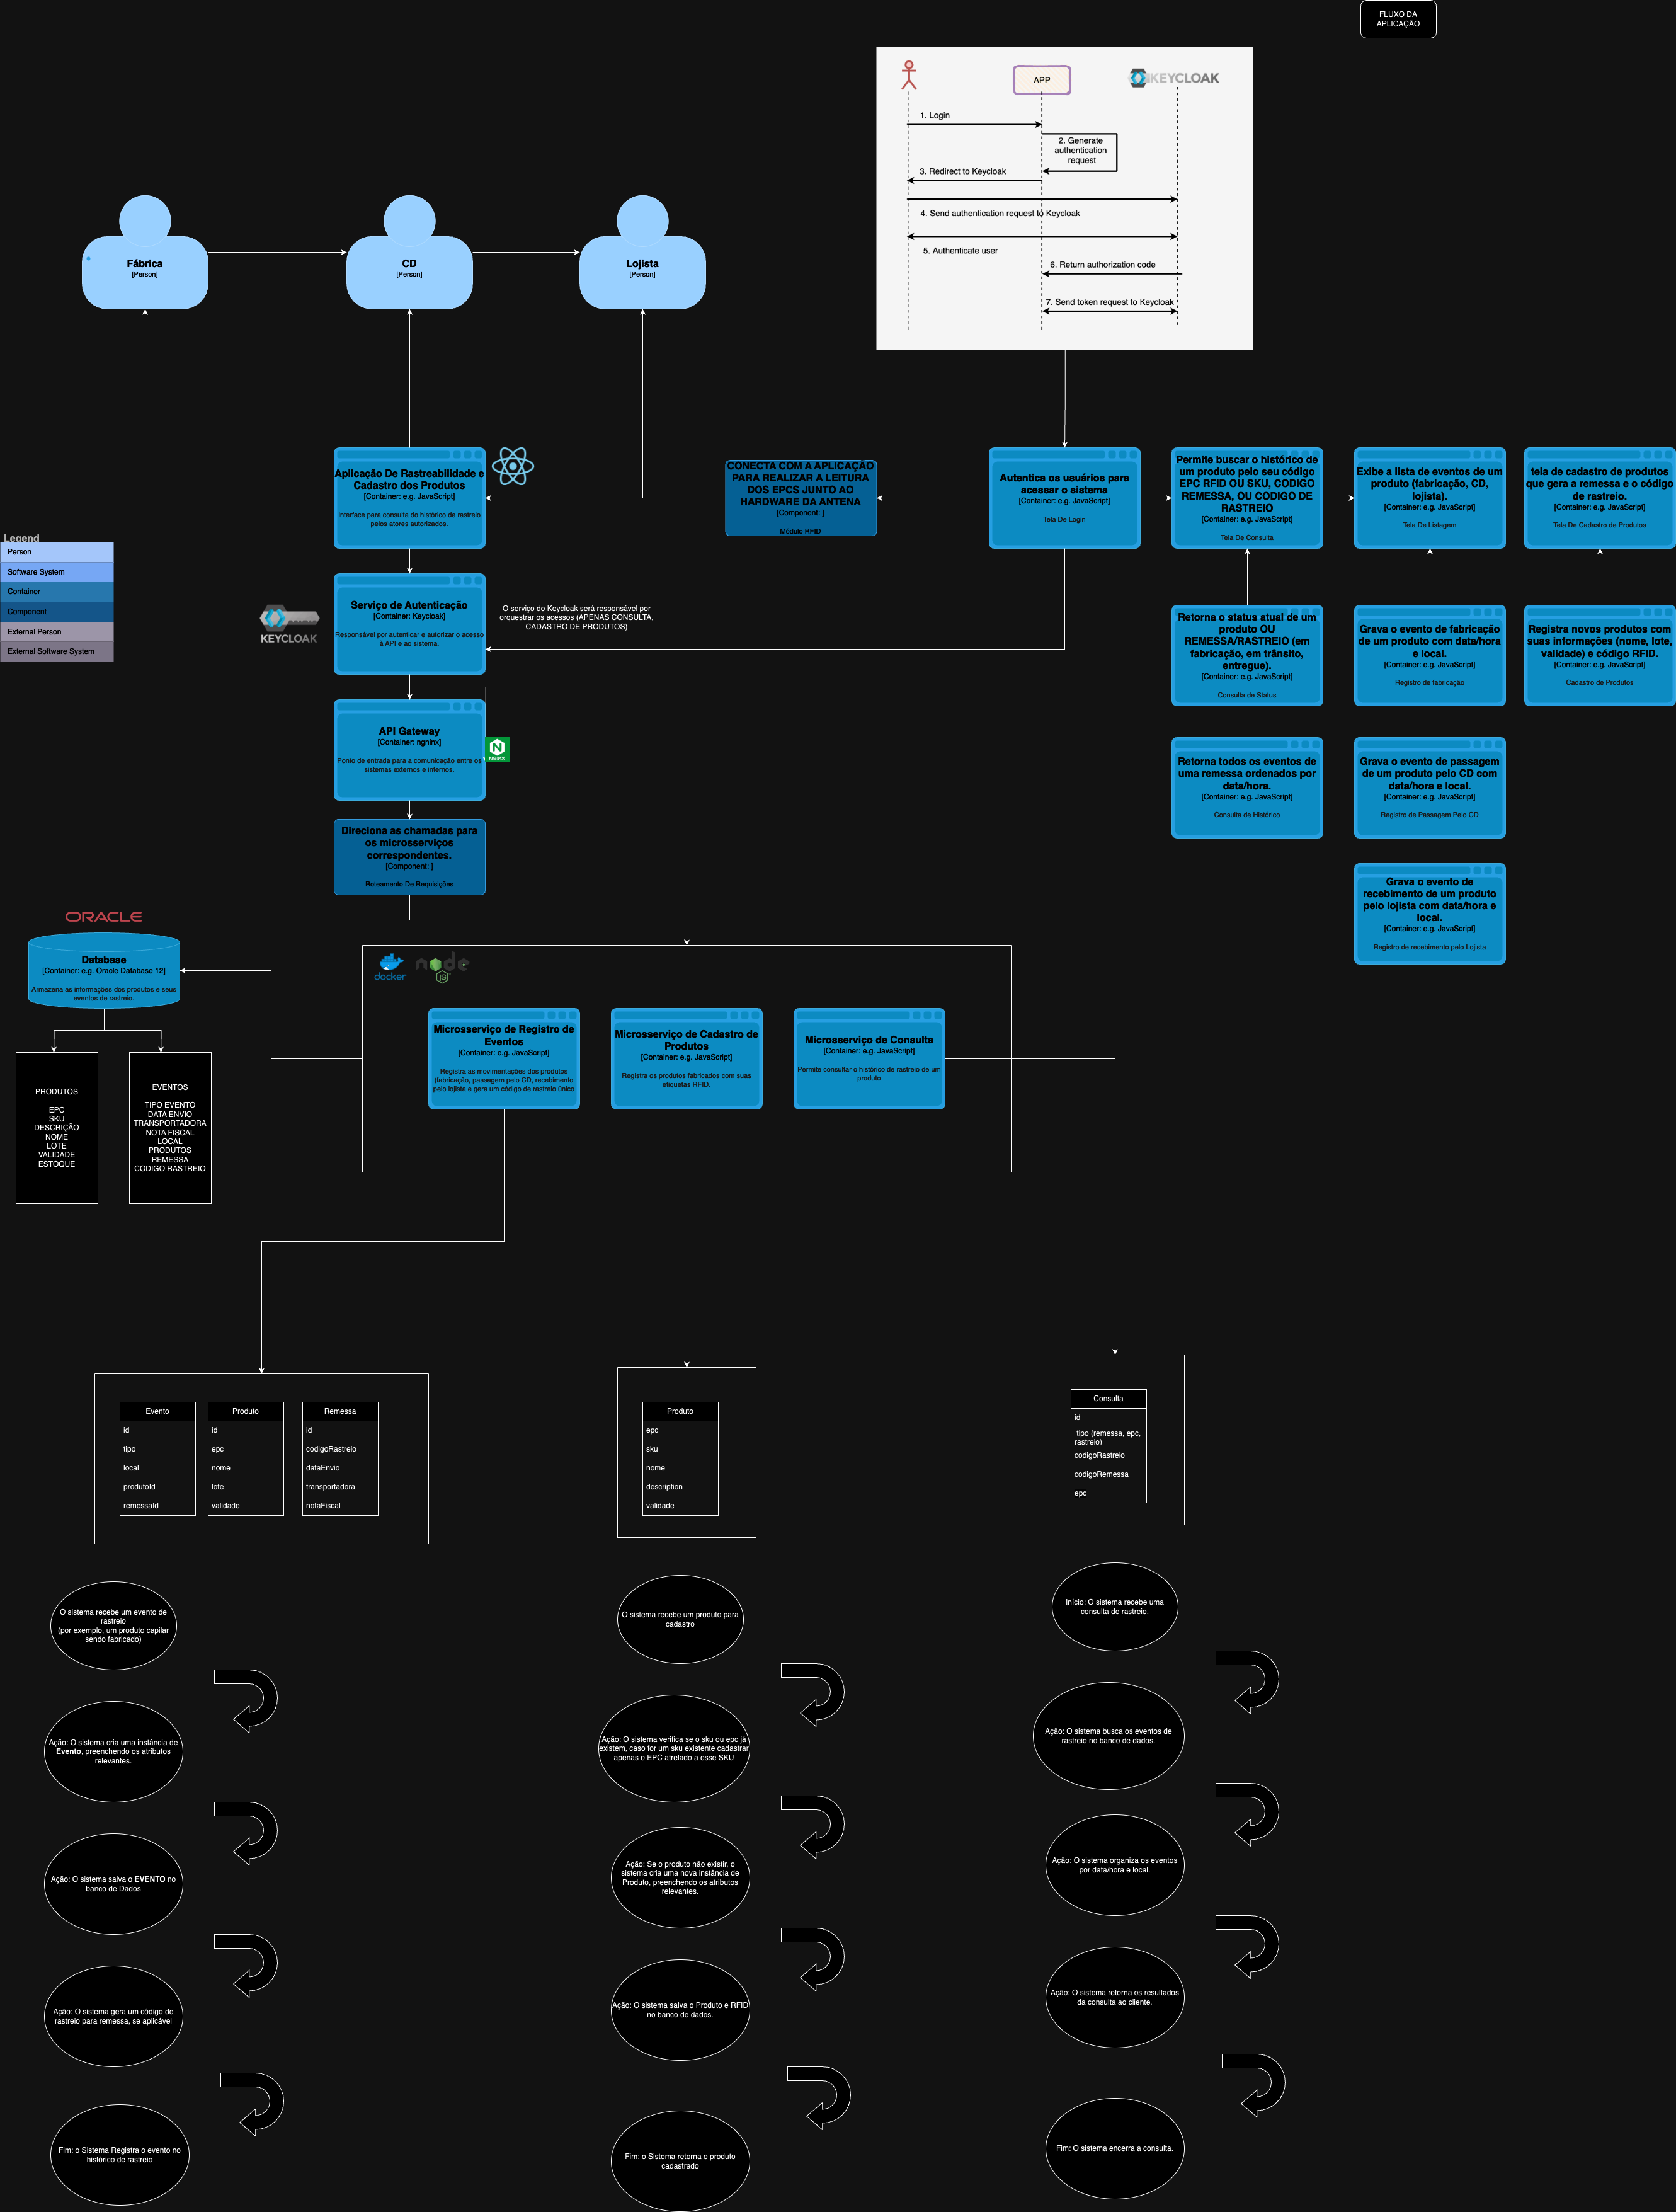 FLUXO DA
APLICAÇÃO
APP
KEYCLOAK
1. Login
2. Generate
authentication
request
3. Redirect to Keycloak
4. Send authentication request to Keycloak
5. Authenticate user
6. Return authorization code
7. Send token request to Keycloak
Fábrica
[Person]
CD
[Person]
Lojista
[Person]
Aplicação De Rastreabilidade e
Cadastro dos Produtos
[Container: e.g. JavaScript]
Interface para consulta do histórico de rastreio
pelos atores autorizados.
CONECTA COM A APLICAÇÃO
PARA REALIZAR A LEITURA
DOS EPCS JUNTO AO
HARDWARE DA ANTENA
[Component: ]
Módulo RFID
Autentica os usuários para
acessar o sistema
[Container: e.g. JavaScript]
Tela De Login
Permite buscar o histórico de
um produto pelo seu código
EPC RFID OU SKU, CODIGO
REMESSA, OU CODIGO DE
RASTREIO
[Container: e.g. JavaScript]
Tela De Consulta
Exibe a lista de eventos de um
produto (fabricação, CD,
lojista).
[Container: e.g. JavaScript]
Tela De Listagem
tela de cadastro de produtos
que gera a remessa e o código
de rastreio.
[Container: e.g. JavaScript]
Tela De Cadastro de Produtos
Legend
Person
Software System
Container
Component
External Person
External Software System
KEYCLOAK
Serviço de Autenticação
[Container: Keycloak]
Responsável por autenticar e autorizar o acesso
à API e ao sistema.
O serviço do Keycloak será responsável por
orquestrar os acessos (APENAS CONSULTA,
CADASTRO DE PRODUTOS)
Retorna o status atual de um
produto OU
REMESSA/RASTREIO (em
fabricação, em trânsito,
entregue).
[Container: e.g. JavaScript]
Consulta de Status
Grava o evento de fabricação
de um produto com data/hora
e local.
[Container: e.g. JavaScript]
Registro de fabricação
Registra novos produtos com
suas informações (nome, lote,
validade) e código RFID.
[Container: e.g. JavaScript]
Cadastro de Produtos
API Gateway
[Container: ngninx]
Ponto de entrada para a comunicação entre os
sistemas externos e internos.
N
NGINX
Retorna todos os eventos de
uma remessa ordenados por
data/hora.
[Container: e.g. JavaScript]
Consulta de Histórico
Grava o evento de passagem
de um produto pelo CD com
data/hora e local.
[Container: e.g. JavaScript]
Registro de Passagem Pelo CD
Direciona as chamadas para
os microsserviços
correspondentes.
[Component: ]
Roteamento De Requisições
Grava o evento de
recebimento de um produto
pelo lojista com data/hora e
local.
[Container: e.g. JavaScript]
Registro de recebimento pelo Lojista
ORACLE
Database
[Container: e.g. Oracle Database 12]
Armazena as informações dos produtos e seus
eventos de rastreio.
docker
node
JS
Microsserviço de Registro de
Eventos
[Container: e.g. JavaScript]
Registra as movimentações dos produtos
(fabricação, passagem pelo CD, recebimento
pelo lojista e gera um código de rastreio único
Microsserviço de Cadastro de
Produtos
[Container: e.g. JavaScript]
Registra os produtos fabricados com suas
etiquetas RFID.
Microsserviço de Consulta
[Container: e.g. JavaScript]
Permite consultar o histórico de rastreio de um
produto
PRODUTOS
EPC
SKU
DESCRIÇÃO
NOME
LOTE
VALIDADE
ESTOQUE
EVENTOS
TIPO EVENTO
DATA ENVIO
TRANSPORTADORA
NOTA FISCAL
LOCAL
PRODUTOS
REMESSA
CODIGO RASTREIO
Evento
id
tipo
local
produtoId
remessaId
Produto
id
epc
nome
lote
validade
Remessa
id
codigoRastreio
dataEnvio
transportadora
notaFiscal
Produto
epc
sku
nome
description
validade
Consulta
id
tipo (remessa, epc,
rastreio)
codigoRastreio
codigoRemessa
epc
O sistema recebe um evento de
rastreio
(por exemplo, um produto capilar
sendo fabricado)
Ação: O sistema cria uma instância de
Evento, preenchendo os atributos
relevantes.
Ação: O sistema salva o EVENTO no
banco de Dados
Ação: O sistema gera um código de
rastreio para remessa, se aplicável
Fim: o Sistema Registra o evento no
histórico de rastreio
O sistema recebe um produto para
cadastro
Ação: O sistema verifica se o sku ou epc já
existem, caso for um sku existente cadastrar
apenas o EPC atrelado a esse SKU
Ação: Se o produto não existir, o
sistema cria uma nova instância de
Produto, preenchendo os atributos
relevantes.
Ação: O sistema salva o Produto e RFID
no banco de dados.
Fim: o Sistema retorna o produto
cadastrado
Início: O sistema recebe uma
consulta de rastreio.
Ação: O sistema busca os eventos de
rastreio no banco de dados.
Ação: O sistema organiza os eventos
por data/hora e local.
Ação: O sistema retorna os resultados
da consulta ao cliente.
Fim: O sistema encerra a consulta.